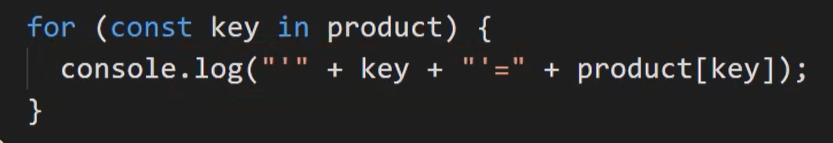 for (const key in product) {
  console.log("'" + key + "'=" + product[key]);
}